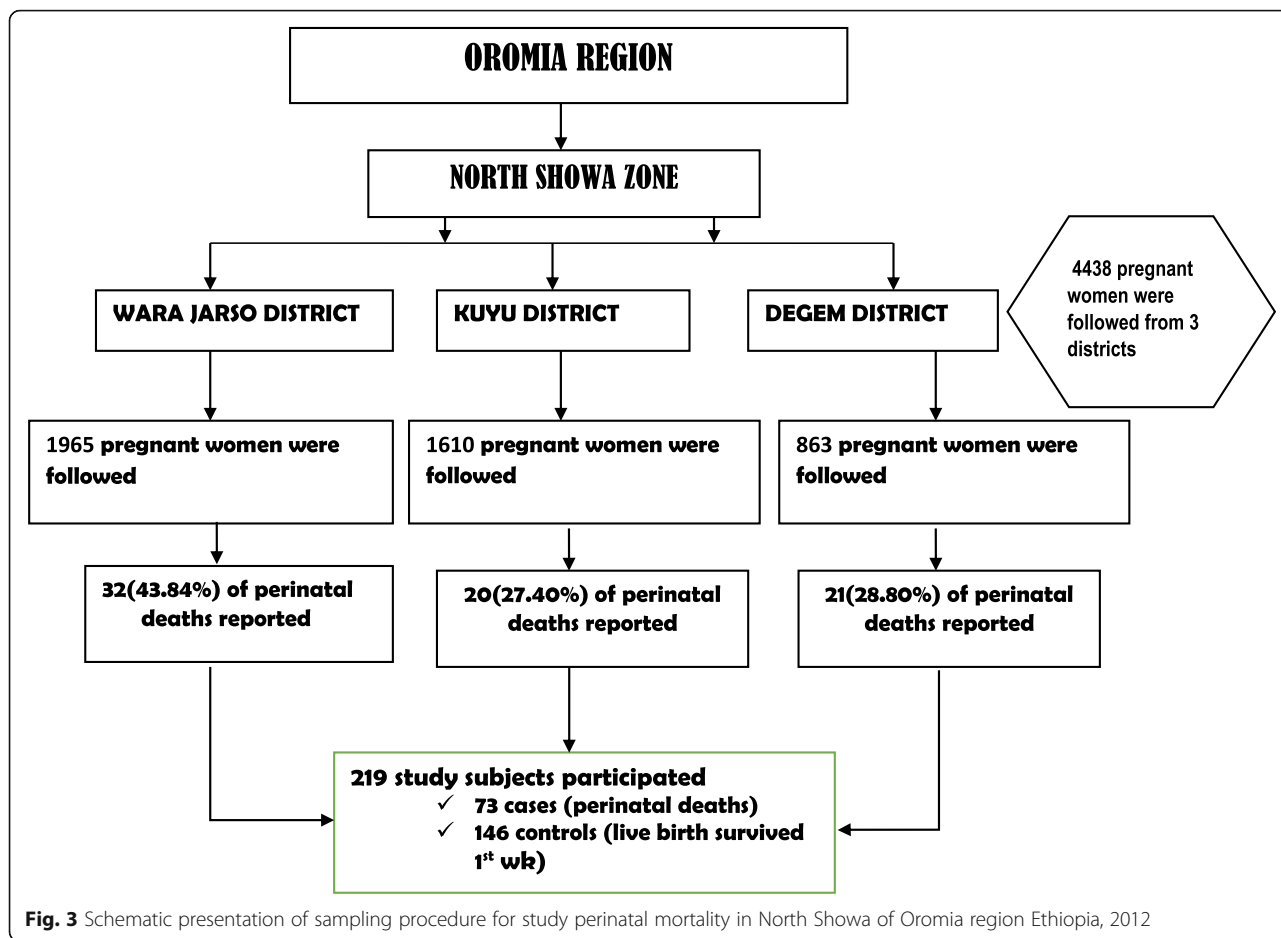 OROMIA REGION
NORTH SHOWA ZONE
WARA JARSO DISTRICT
KUYU DISTRICT
DEGEM DISTRICT
4438 pregnant
women were
followed from 3
districts
1965 pregnant women were
followed
1610 pregnant women were
followed
863 pregnant women were
followed
32(43.84%) of perinatal
deaths reported
20(27.40%) of perinatal
deaths reported
21(28.80%) of perinatal
deaths reported
219 study subjects participated
✓ 73 cases (perinatal deaths)
✓ 146 controls (live birth survived
1st wk)
Fig. 3 Schematic presentation of sampling procedure for study perinatal mortality in North Showa of Oromia region Ethiopia, 2012